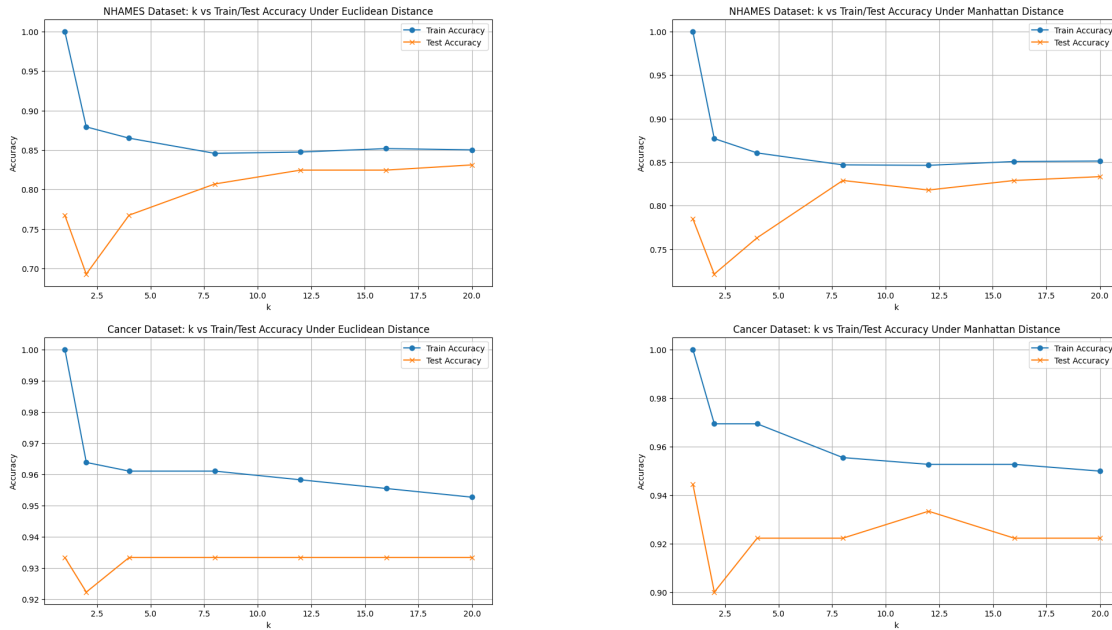 NHAMES Dataset: k vs Train/Test Accuracy Under Euclidean Distance
Train Accuracy
Test Accuracy
1.00
0.95
0.90
0.85
0.80
0.75
0.70
Accuracy
2.5 5.0 7.5 10.0 12.5 15.0 17.5 20.0
k
NHAMES Dataset: k vs Train/Test Accuracy Under Manhattan Distance
Train Accuracy
Test Accuracy
1.00
0.95
0.90
0.85
0.80
0.75
Accuracy
2.5 5.0 7.5 10.0 12.5 15.0 17.5 20.0
k
Cancer Dataset: k vs Train/Test Accuracy Under Euclidean Distance
Train Accuracy
Test Accuracy
1.00
0.99
0.98
0.97
0.96
0.95
0.94
0.93
0.92
Accuracy
2.5 5.0 7.5 10.0 12.5 15.0 17.5 20.0
k
Cancer Dataset: k vs Train/Test Accuracy Under Manhattan Distance
Train Accuracy
Test Accuracy
1.00
0.98
0.96
0.94
0.92
0.90
Accuracy
2.5 5.0 7.5 10.0 12.5 15.0 17.5 20.0
k